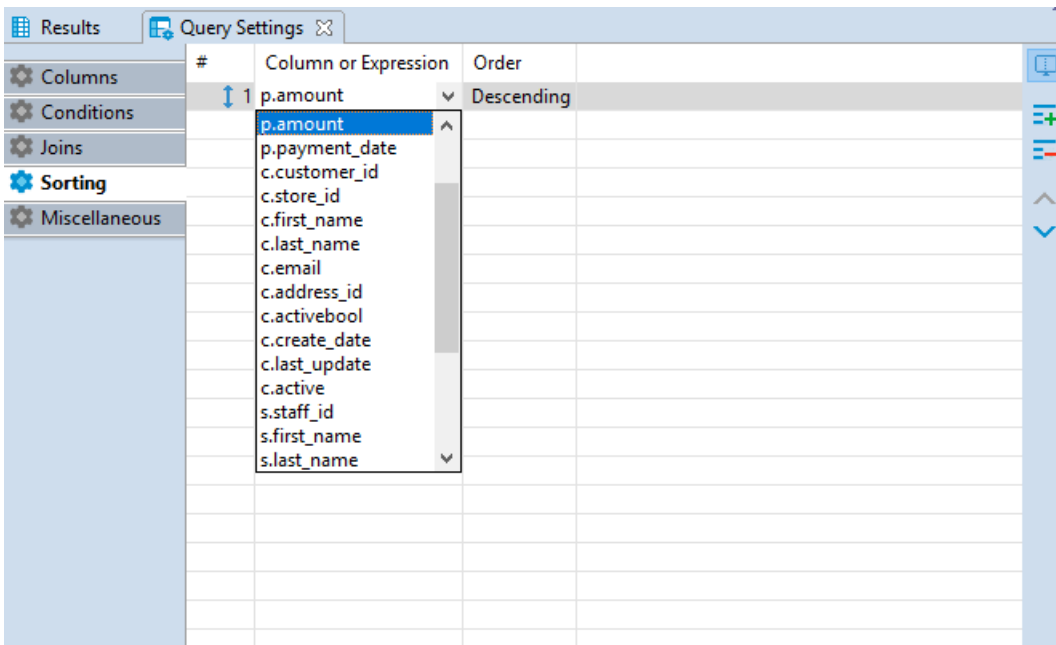 Results Query Settings
# Column or Expression Order
Columns
Conditions
Joins
Sorting
Miscellaneous
1 p.amount Descending
p.amount
p.payment_date
c.customer_id
c.store_id
c.first_name
c.last_name
c.email
c.address_id
c.activebool
c.create_date
c.last_update
c.active
s.staff_id
s.first_name
s.last_name